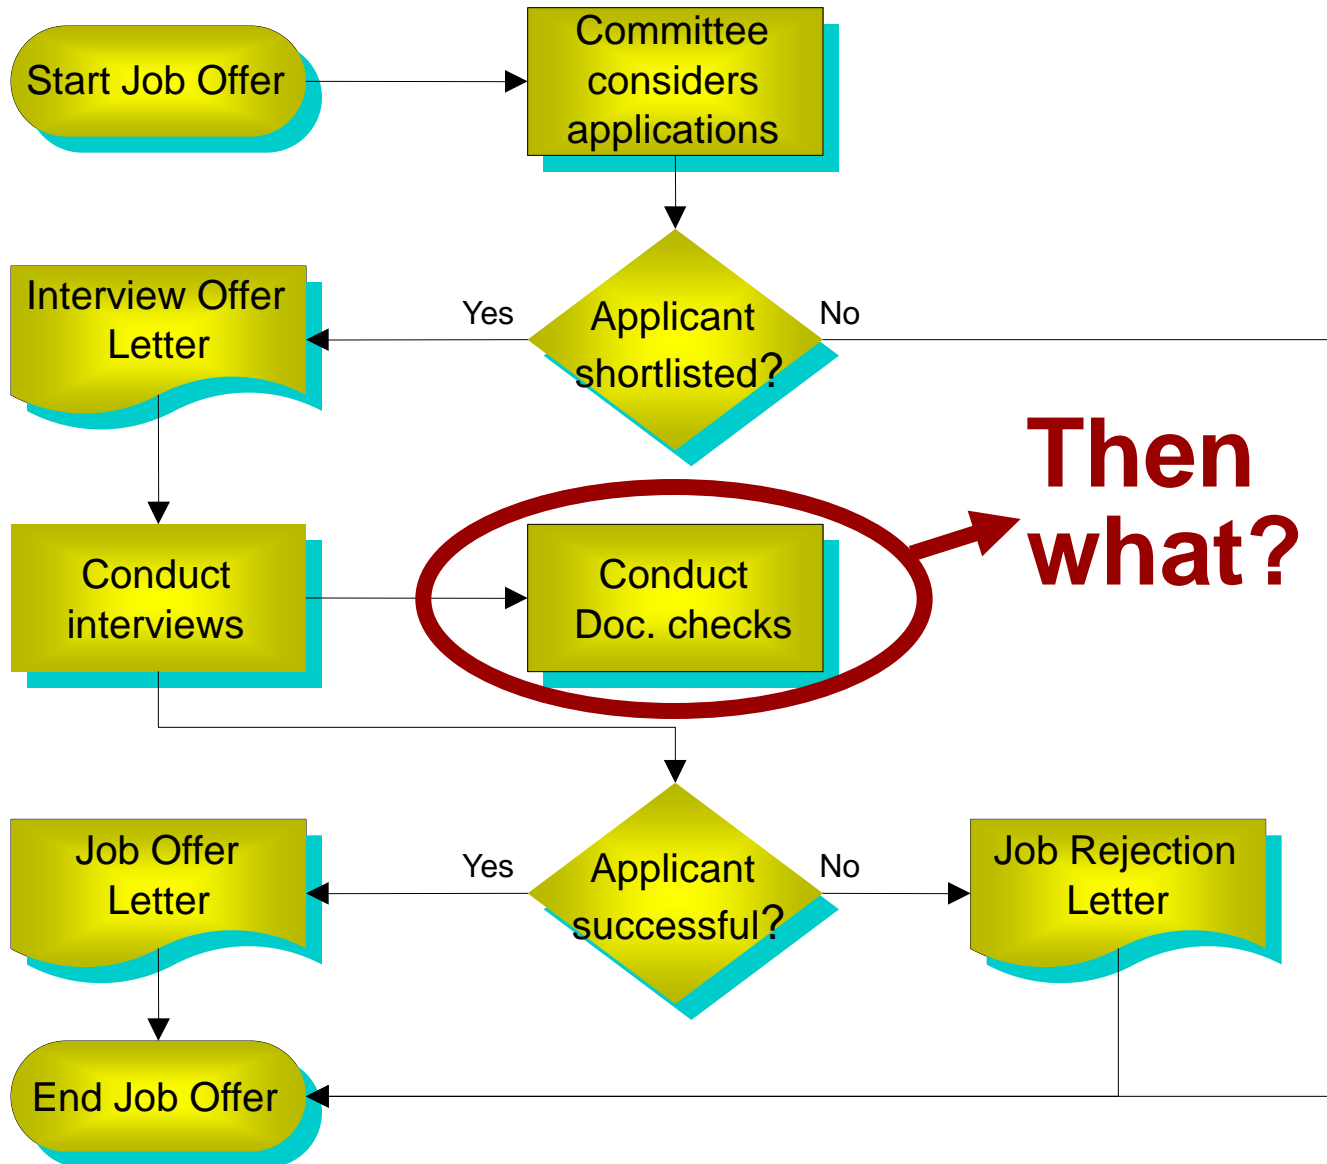 Start Job Offer
Committee
considers
applications
Interview Offer
Letter
Yes
Applicant
shortlisted?
No
Then
what?
Conduct
interviews
Conduct
Doc. checks
Job Offer
Letter
Yes
Applicant
successful?
No
Job Rejection
Letter
End Job Offer